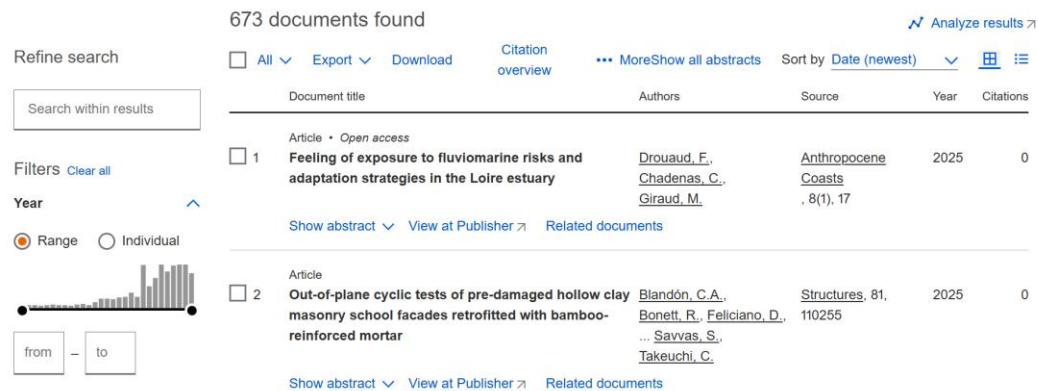 673 documents found
Analyze results
Refine search
All Export Download Citation overview ••• MoreShow all abstracts Sort by Date (newest)
Search within results
Document title Authors Source Year Citations
Filters Clear all
Year
Range Individual
from – to
Article • Open access
1 Feeling of exposure to fluviomarine risks and adaptation strategies in the Loire estuary
Drouaud, F.,
Chadenas, C.,
Giraud, M.
Anthropocene
Coasts
, 8(1), 17
2025
0
Show abstract View at Publisher Related documents
Article
2 Out-of-plane cyclic tests of pre-damaged hollow clay
masonry school facades retrofitted with bamboo-
reinforced mortar
Blandón, C.A.,
Bonett, R., Feliciano, D.,
... Savvas, S.,
Takeuchi, C.
Structures, 81,
110255
2025
0
Show abstract View at Publisher Related documents